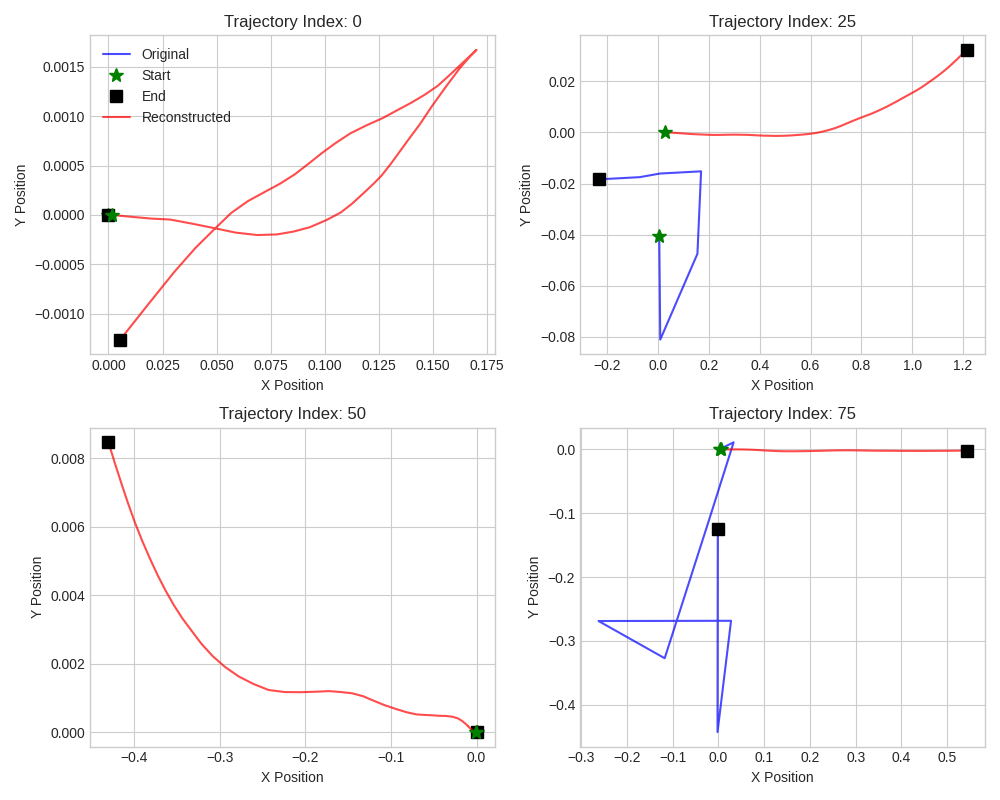 Trajectory Index: 0
Original
Start
End
Reconstructed
0.0015
0.0010
0.0005
0.0000
−0.0005
−0.0010
Y Position
0.000 0.025 0.050 0.075 0.100 0.125 0.150 0.175
X Position
Trajectory Index: 25
0.02
0.00
−0.02
−0.04
−0.06
−0.08
Y Position
−0.2 0.0 0.2 0.4 0.6 0.8 1.0 1.2
X Position
Trajectory Index: 50
0.008
0.006
0.004
0.002
0.000
Y Position
−0.4 −0.3 −0.2 −0.1 0.0
X Position
Trajectory Index: 75
0.0
−0.1
−0.2
−0.3
−0.4
Y Position
−0.3 −0.2 −0.1 0.0 0.1 0.2 0.3 0.4 0.5
X Position